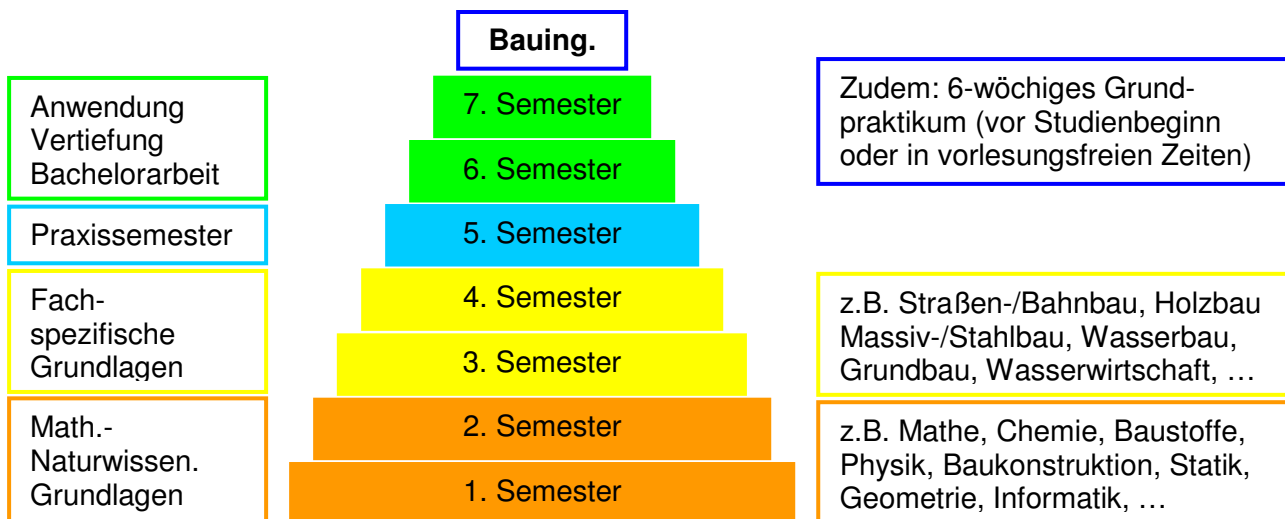 Bauing.
Anwendung
Vertiefung
Bachelorarbeit
7. Semester
6. Semester
Zudem: 6-wöchiges Grund-
praktikum (vor Studienbeginn
oder in vorlesungsfreien Zeiten)
Praxissemester
5. Semester
Fach-
spezifische
Grundlagen
4. Semester
3. Semester
z.B. Straßen-/Bahnbau, Holzbau
Massiv-/Stahlbau, Wasserbau,
Grundbau, Wasserwirtschaft, …
Math.-
Naturwissen.
Grundlagen
2. Semester
1. Semester
z.B. Mathe, Chemie, Baustoffe,
Physik, Baukonstruktion, Statik,
Geometrie, Informatik, …